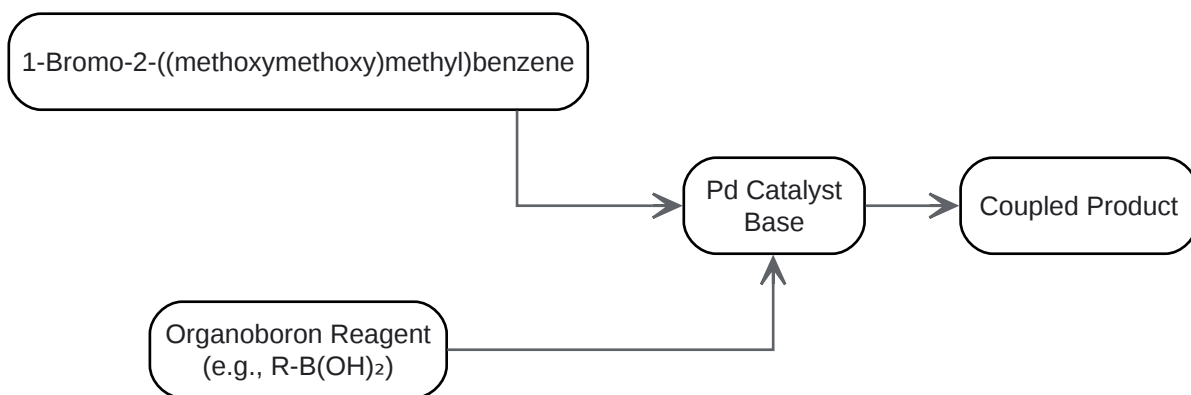 1-Bromo-2-((methoxymethoxy)methyl)benzene
Pd Catalyst
Base
Coupled Product
Organoboron Reagent
(e.g., R-B(OH)₂)